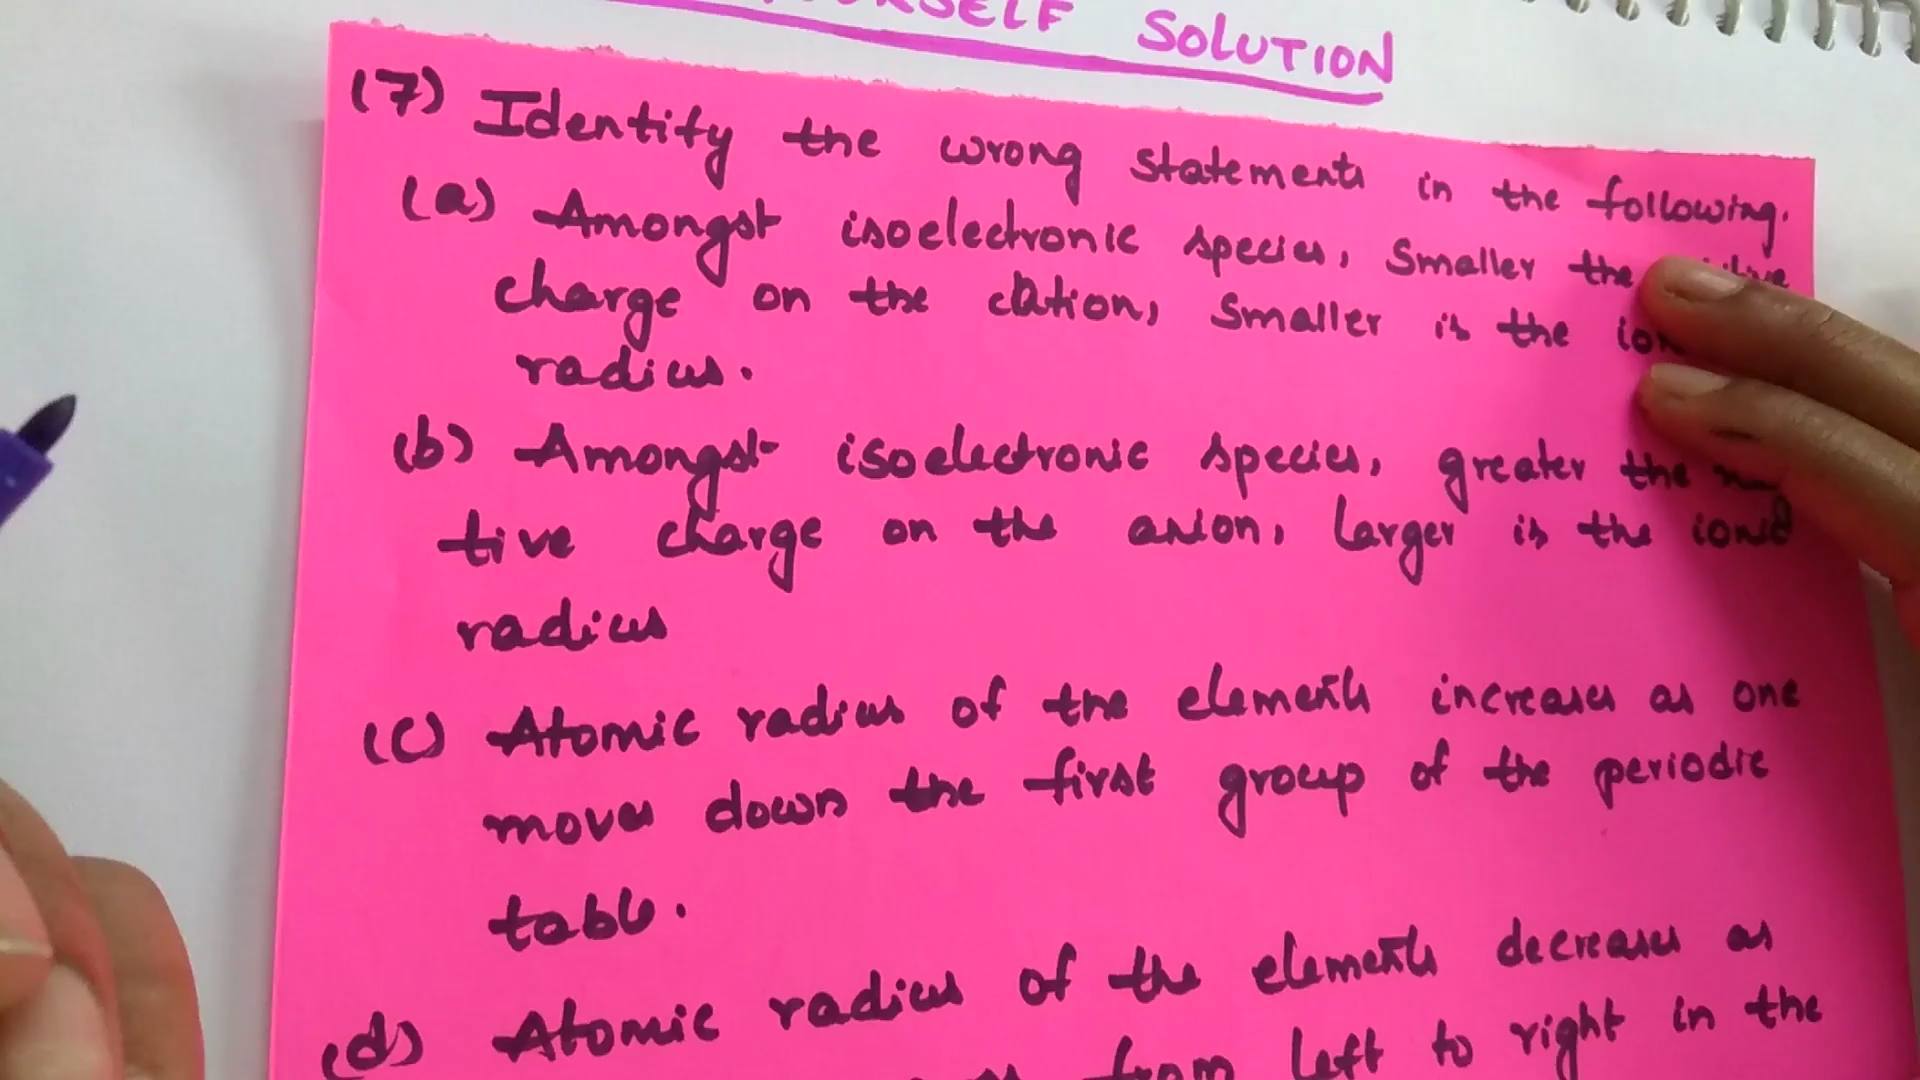 SOLUTION
(7) Identify the wrong statements in the following.
(a) Amongst isoelectronic species, smaller the
charge on the cation, smaller is the
radius.
(b) Amongst isoelectronic species, greater the
tive charge on the anion, larger is the ionic
radius
(c) Atomic radius of the elements increases as one
moves down the first group of the periodic
table.
(d) Atomic radius of the elements decreases as
from left to right in the